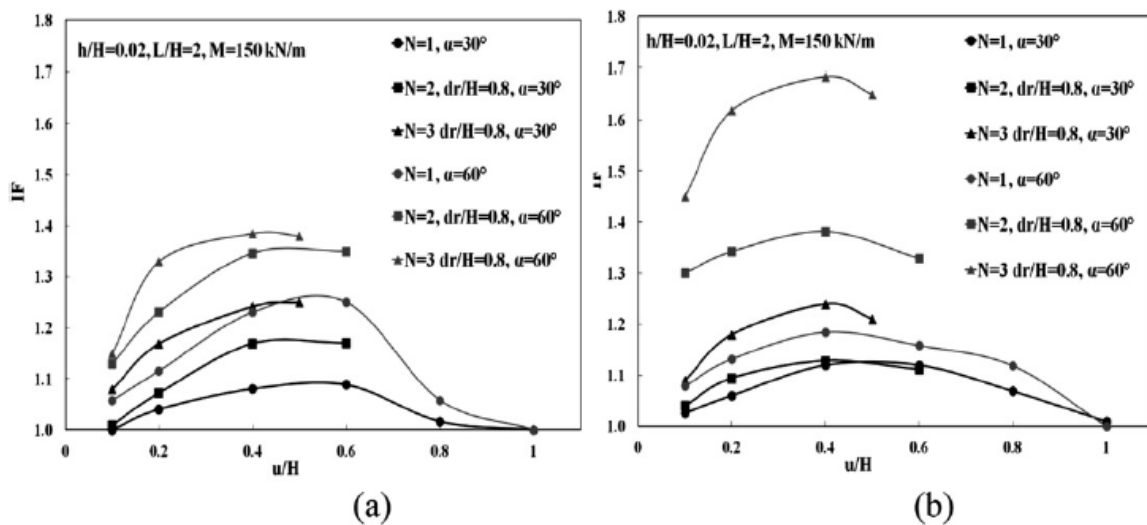 (a)
1.8
1.7
1.6
1.5
1.4
1.3
1.2
1.1
1.0
IF
h/H=0.02, L/H=2, M=150 kN/m
N=1, α=30°
N=2, dr/H=0.8, α=30°
N=3 dr/H=0.8, α=30°
N=1, α=60°
N=2, dr/H=0.8, α=60°
N=3 dr/H=0.8, α=60°
0 0.2 0.4 0.6 0.8 1
u/H
(a)
b)
1.8
1.7
1.6
1.5
1.4
1.3
1.2
1.1
1.0
h/H=0.02, L/H=2, M=150 kN/m
N=1, α=30°
N=2, dr/H=0.8, α=30°
N=3 dr/H=0.8, α=30°
N=1, α=60°
N=2, dr/H=0.8, α=60°
N=3 dr/H=0.8, α=60°
0 0.2 0.4 0.6 0.8 1
u/H
(b)